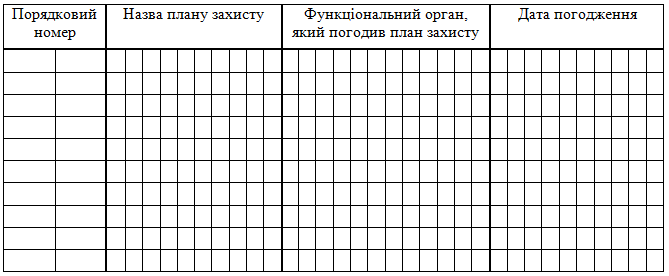 Порядковий номер
Назва плану захисту
Функціональний орган,
який погодив план захисту
Дата погодження